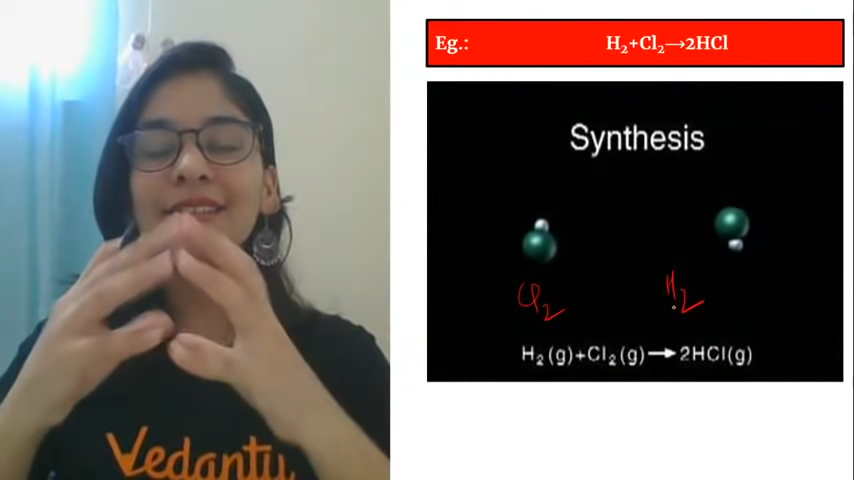 Eg.: H₂+Cl₂→2HCl
Synthesis
Cl₂ H₂
H₂(g)+Cl₂(g)→2HCl(g)
Vedantu